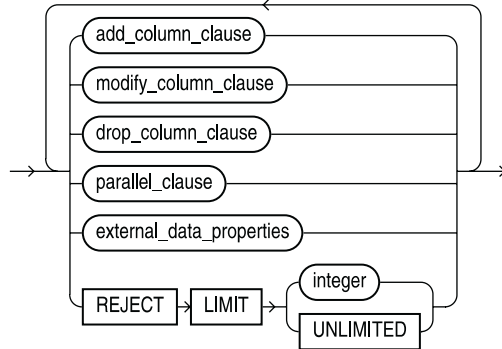 add_column_clause
modify_column_clause
drop_column_clause
parallel_clause
external_data_properties
REJECT LIMIT integer
UNLIMITED